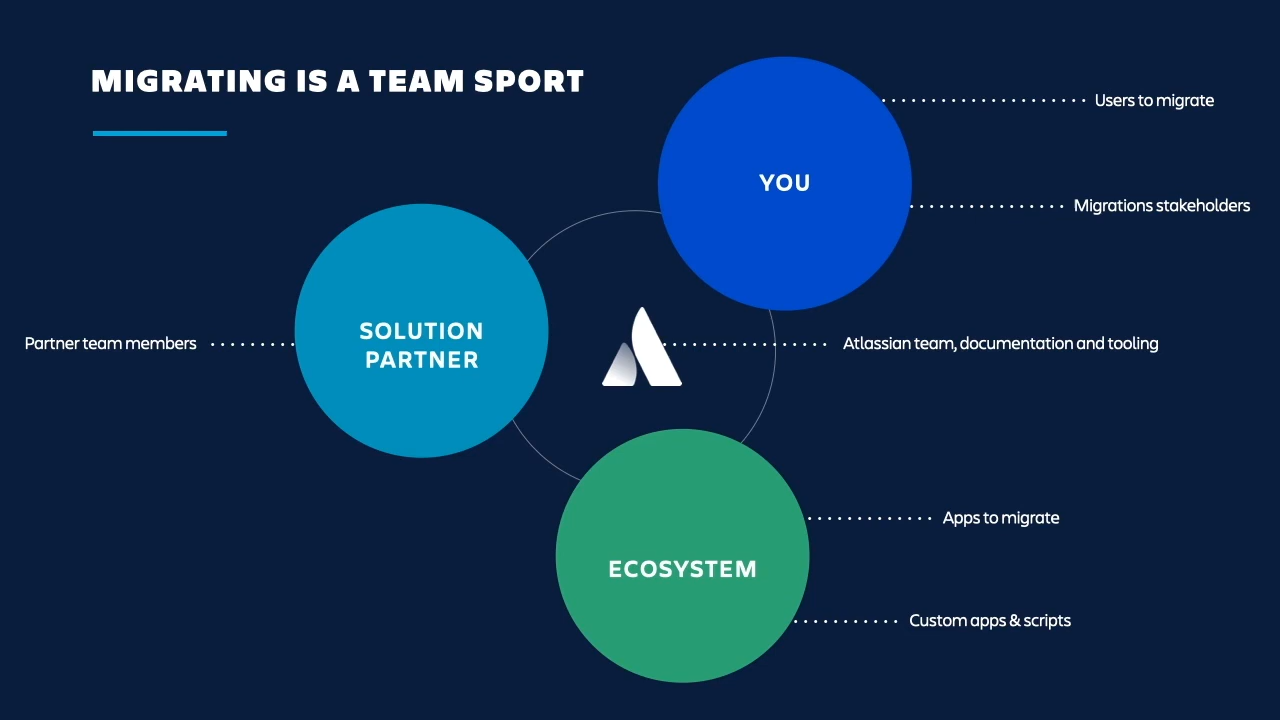 MIGRATING IS A TEAM SPORT
Users to migrate
YOU
Migrations stakeholders
SOLUTION
PARTNER
Partner team members
Atlassian team, documentation and tooling
Apps to migrate
ECOSYSTEM
Custom apps & scripts